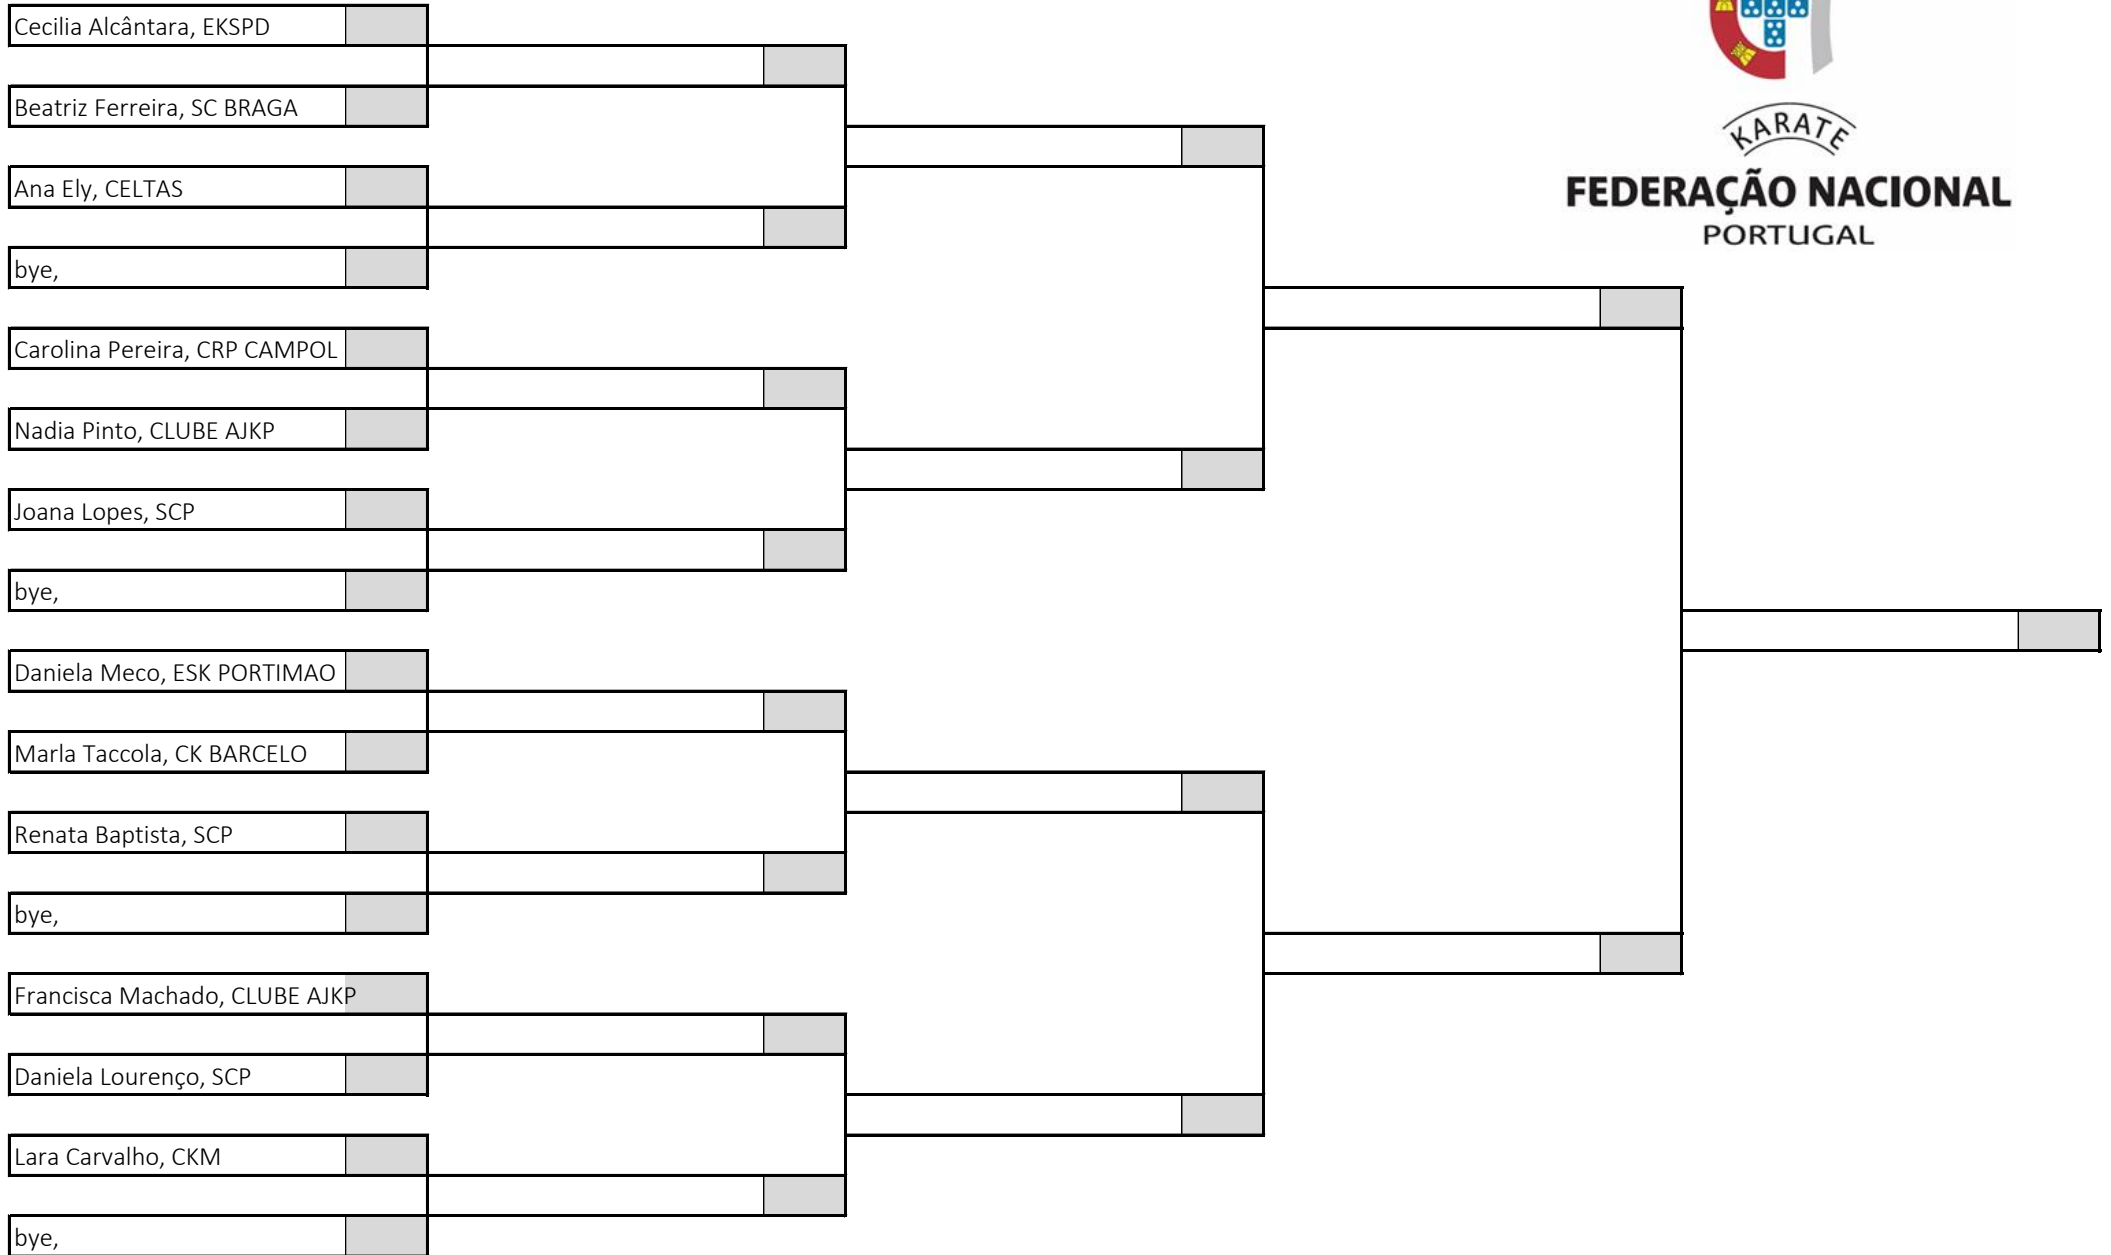 Cecilia Alcântara, EKSPD
Beatriz Ferreira, SC BRAGA
Ana Ely, CELTAS
bye,
Carolina Pereira, CRP CAMPOL
Nadia Pinto, CLUBE AJKP
Joana Lopes, SCP
bye,
Daniela Meco, ESK PORTIMAO
Marla Taccola, CK BARCELO
Renata Baptista, SCP
bye,
Francisca Machado, CLUBE AJKP
Daniela Lourenço, SCP
Lara Carvalho, CKM
bye,
KARATE
FEDERAÇÃO NACIONAL
PORTUGAL